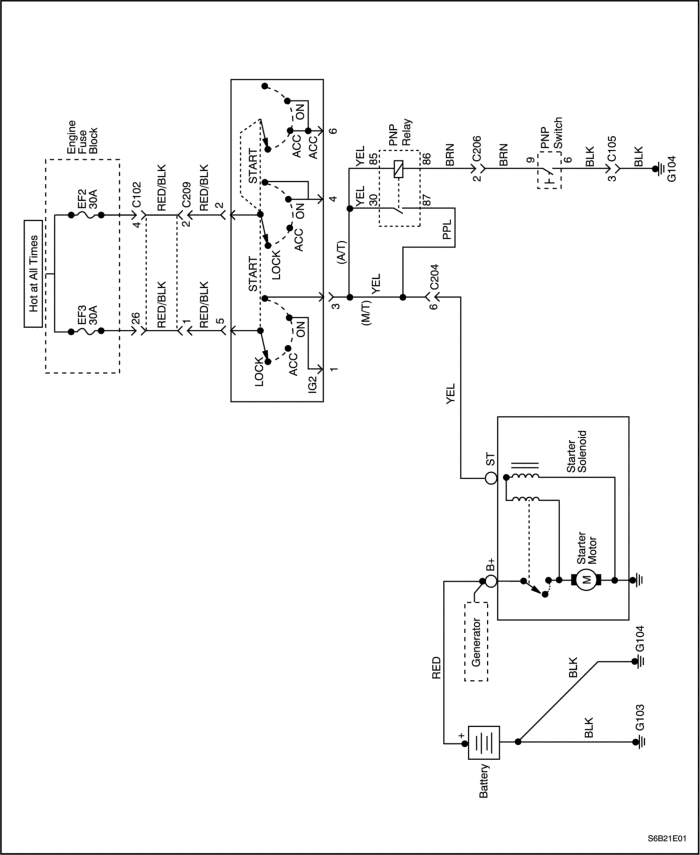 Hot at All Times
Engine
Fuse
Block
EF3
30A
EF2
30A
26
4
C102
RED/BLK
RED/BLK
1
2
C209
RED/BLK
RED/BLK
5
2
LOCK
START
LOCK
START
ACC
ON
ACC
ON
ACC
ON
IG2
ACC
1
3
4
6
(M/T)
(A/T)
YEL
YEL
YEL
30
85
PNP
Relay
87
86
PPL
BRN
6
C204
2
C206
BRN
9
PNP
Switch
6
BLK
3
C105
BLK
G104
YEL
ST
B+
Starter
Solenoid
Starter
Motor
M
RED
Generator
+
Battery
BLK
BLK
G103
G104
S6B21E01